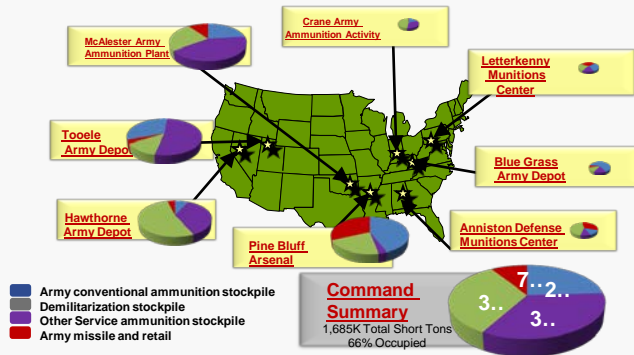 McAlester Army
Ammunition Plant
Crane Army
Ammunition Activity
Letterkenny
Munitions
Center
Tooele
Army Depot
Blue Grass
Army Depot
Hawthorne
Army Depot
Pine Bluff
Arsenal
Anniston Defense
Munitions Center
Army conventional ammunition stockpile
Demilitarization stockpile
Other Service ammunition stockpile
Army missile and retail
Command
Summary
1,685K Total Short Tons
66% Occupied
7..
2..
3..
3..